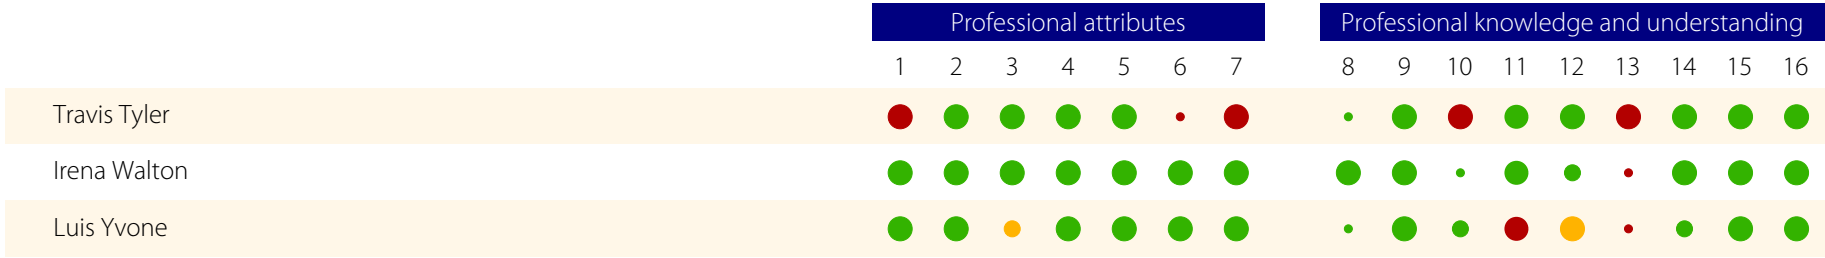 Professional attributes Professional knowledge and understanding
1 2 3 4 5 6 7 8 9 10 11 12 13 14 15 16
Travis Tyler
Irena Walton
Luis Yvone